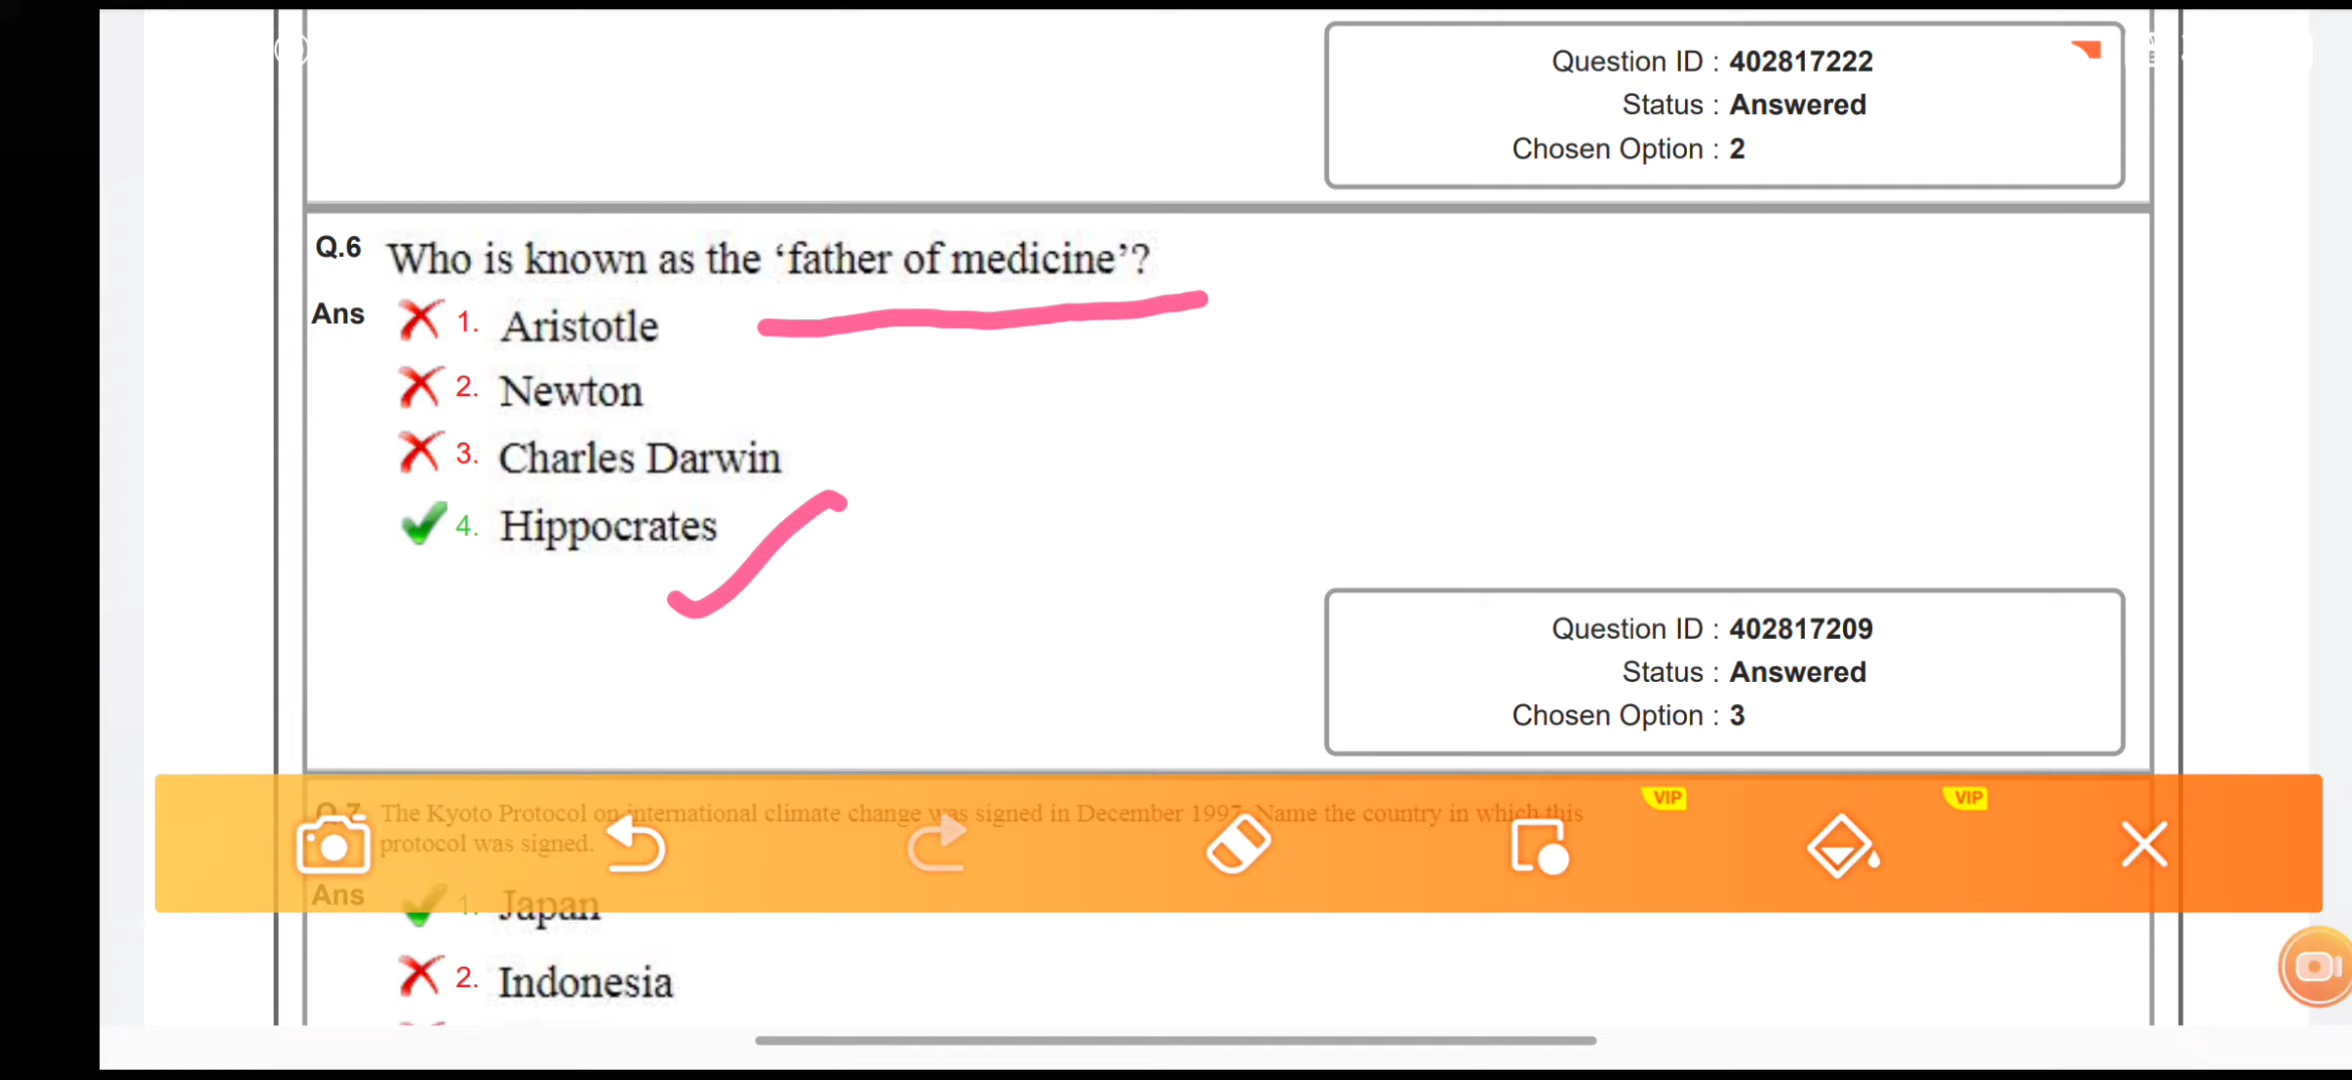 Question ID : 402817222
Status : Answered
Chosen Option : 2
Q.6 Who is known as the ‘father of medicine’?
Ans 1. Aristotle
2. Newton
3. Charles Darwin
4. Hippocrates
Question ID : 402817209
Status : Answered
Chosen Option : 3
VIP VIP
Q.7 The Kyoto Protocol on international climate change was signed in December 1997. Name the country in which this
protocol was signed.
Ans 1. Japan
2. Indonesia